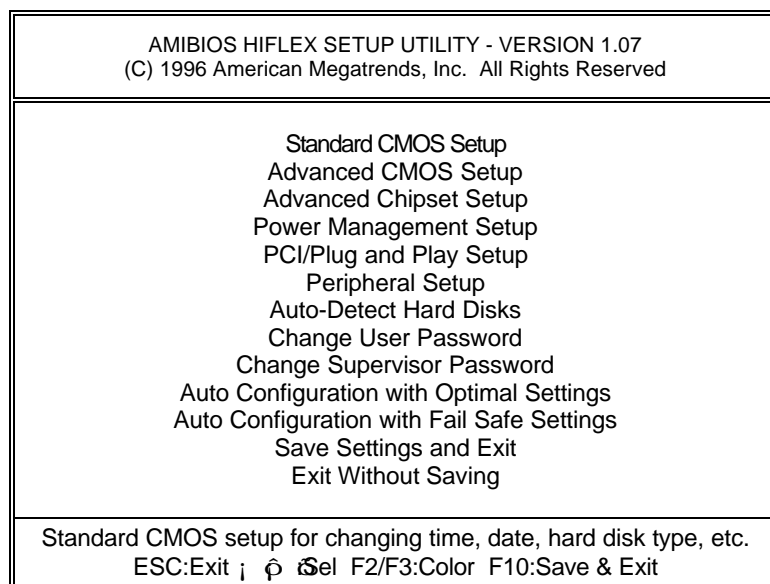 AMIBIOS HIFLEX SETUP UTILITY - VERSION 1.07
(C) 1996 American Megatrends, Inc. All Rights Reserved
Standard CMOS Setup
Advanced CMOS Setup
Advanced Chipset Setup
Power Management Setup
PCI/Plug and Play Setup
Peripheral Setup
Auto-Detect Hard Disks
Change User Password
Change Supervisor Password
Auto Configuration with Optimal Settings
Auto Configuration with Fail Safe Settings
Save Settings and Exit
Exit Without Saving
Standard CMOS setup for changing time, date, hard disk type, etc.
ESC:Exit ¡ Sel F2/F3:Color F10:Save & Exit